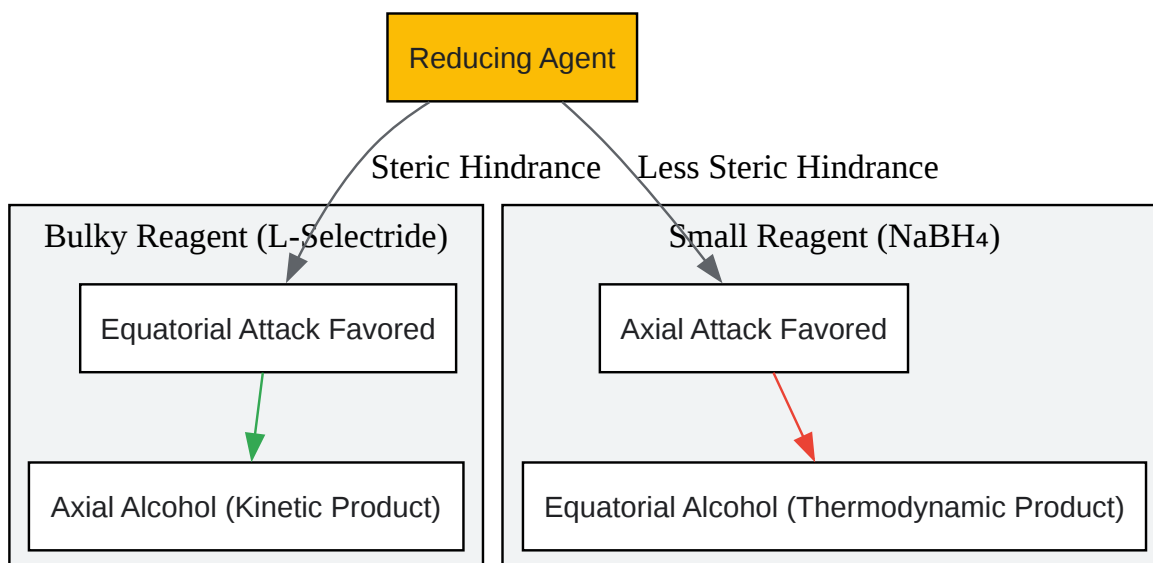 Reducing Agent
Steric Hindrance
Less Steric Hindrance
Bulky Reagent (L-Selectride)
Small Reagent (NaBH₄)
Equatorial Attack Favored
Axial Attack Favored
Axial Alcohol (Kinetic Product)
Equatorial Alcohol (Thermodynamic Product)